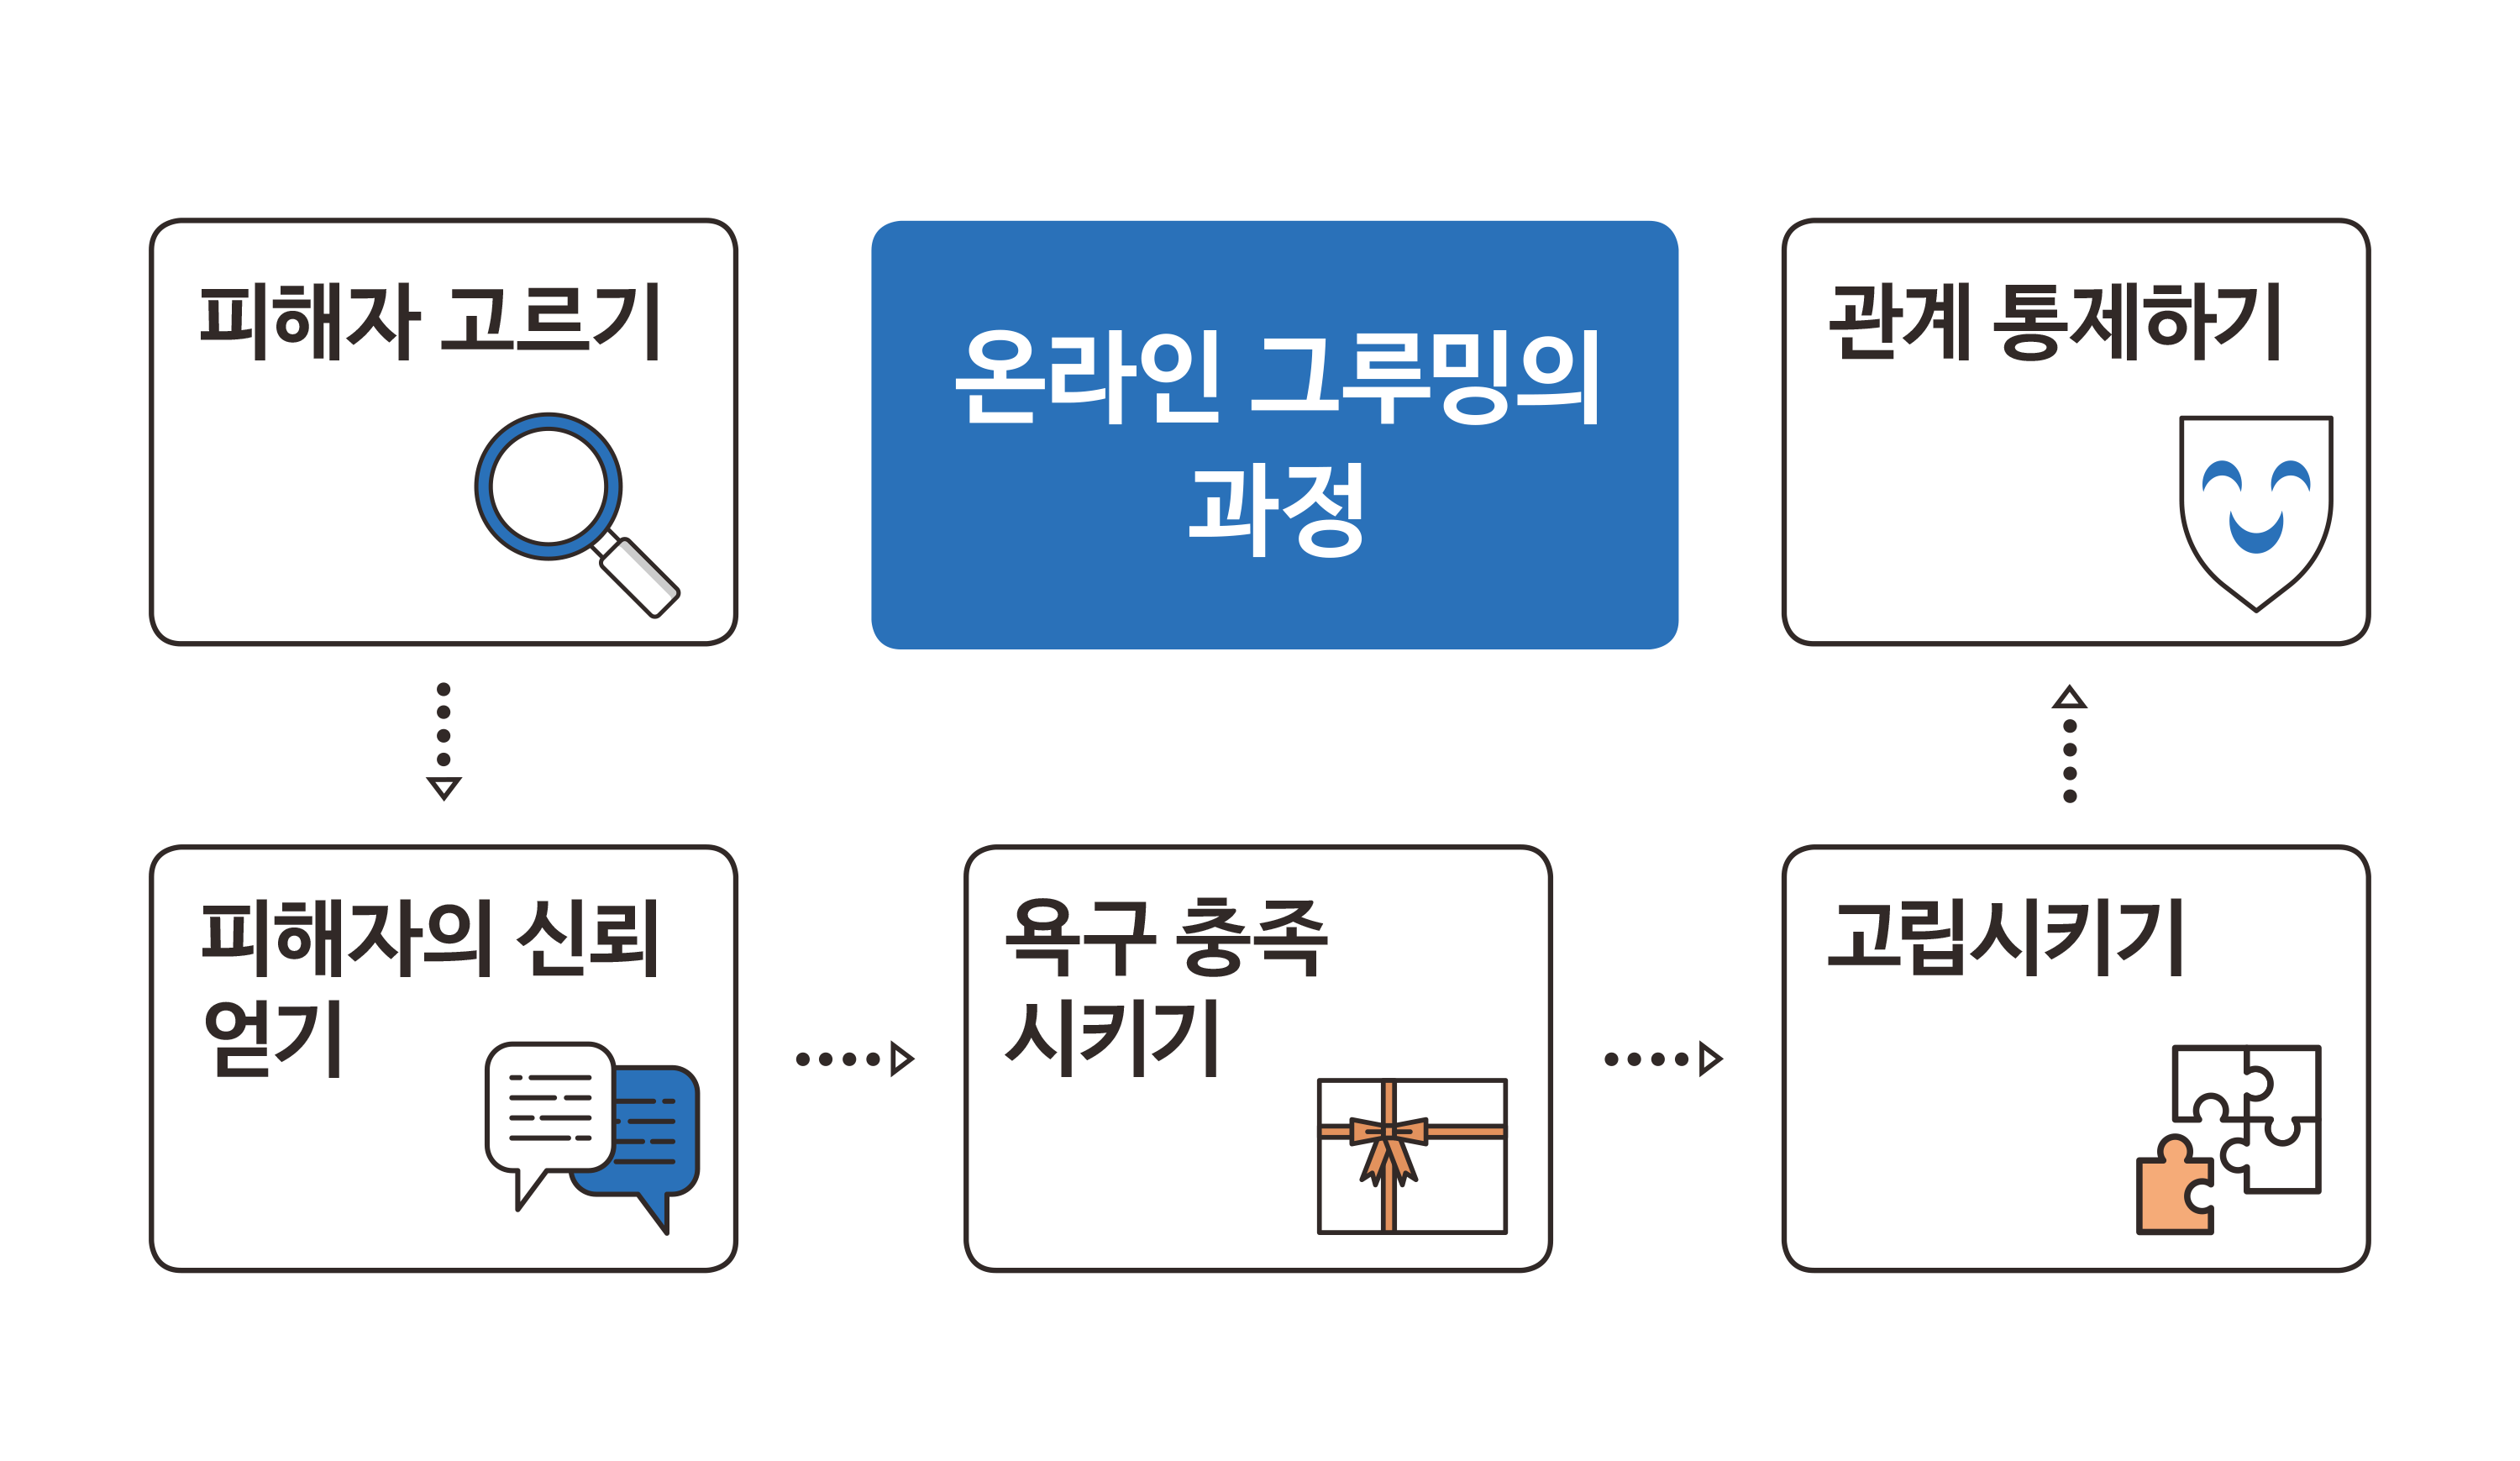 온라인 그루밍의
과정
피해자 고르기
피해자의 신뢰
얻기
욕구 충족
시키기
고립시키기
관계 통제하기